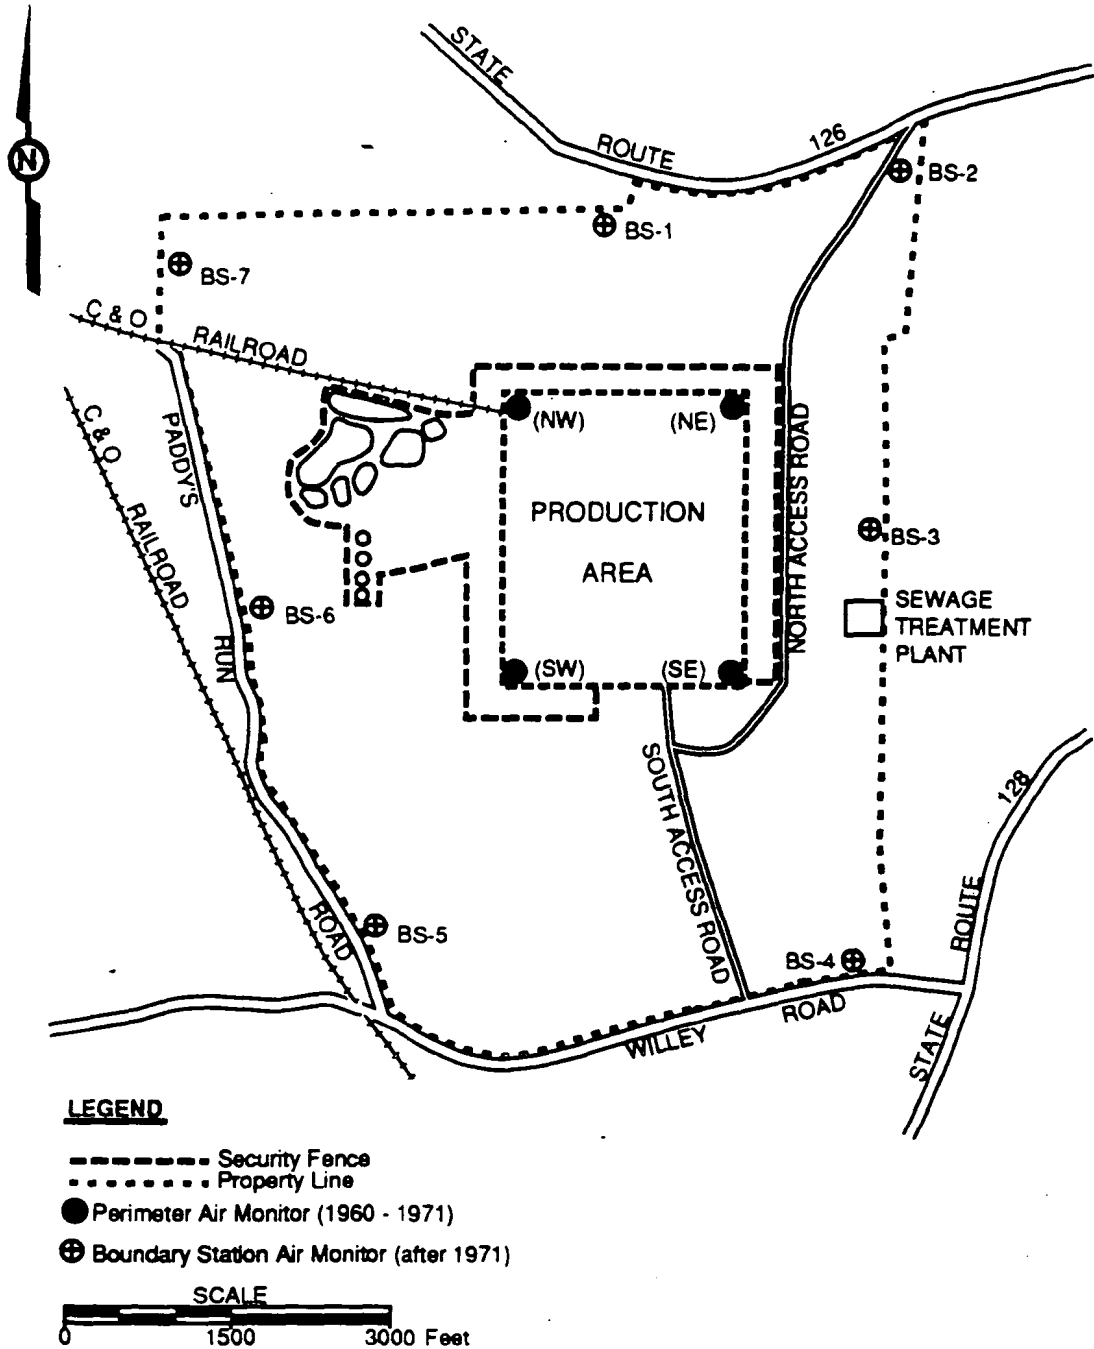 STATE
ROUTE
126
N
BS-2
BS-1
BS-7
C & O
RAILROAD
(NW)
(NE)
C & O
RAILROAD
PADDY'S
RUN
ROAD
PRODUCTION
AREA
NORTH ACCESS ROAD
BS-3
BS-6
SEWAGE
TREATMENT
PLANT
(SW)
(SE)
SOUTH ACCESS ROAD
128
ROUTE
STATE
BS-5
BS-4
WILLEY
ROAD
LEGEND
Security Fence
Property Line
Perimeter Air Monitor (1960 - 1971)
Boundary Station Air Monitor (after 1971)
SCALE
0 1500 3000 Feet